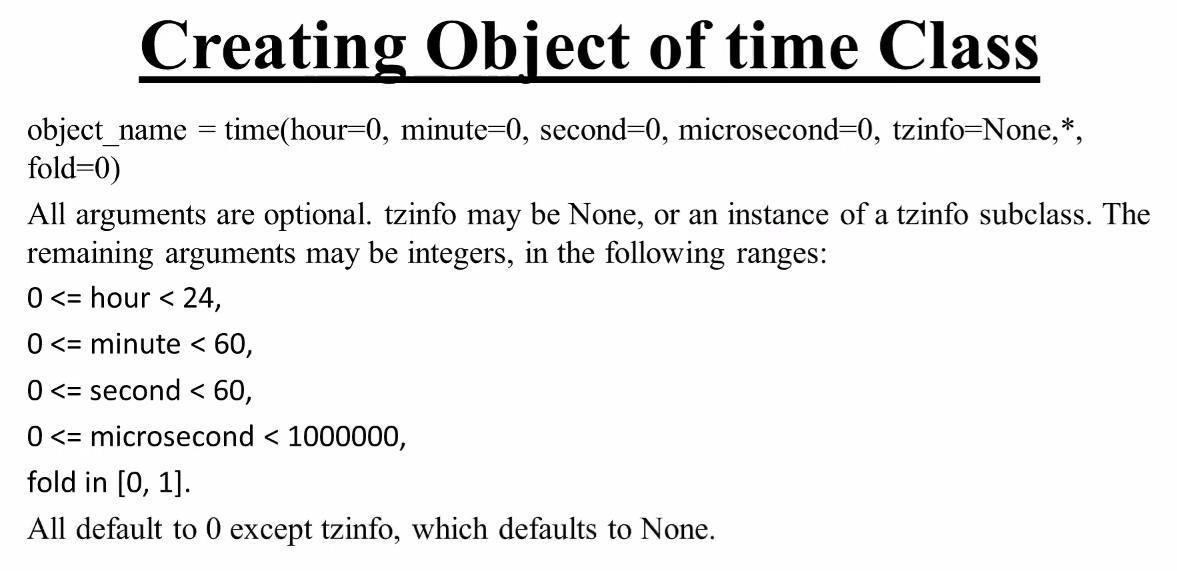 Creating Object of time Class
object_name = time(hour=0, minute=0, second=0, microsecond=0, tzinfo=None,*,
fold=0)
All arguments are optional. tzinfo may be None, or an instance of a tzinfo subclass. The
remaining arguments may be integers, in the following ranges:
0 <= hour < 24,
0 <= minute < 60,
0 <= second < 60,
0 <= microsecond < 1000000,
fold in [0, 1].
All default to 0 except tzinfo, which defaults to None.